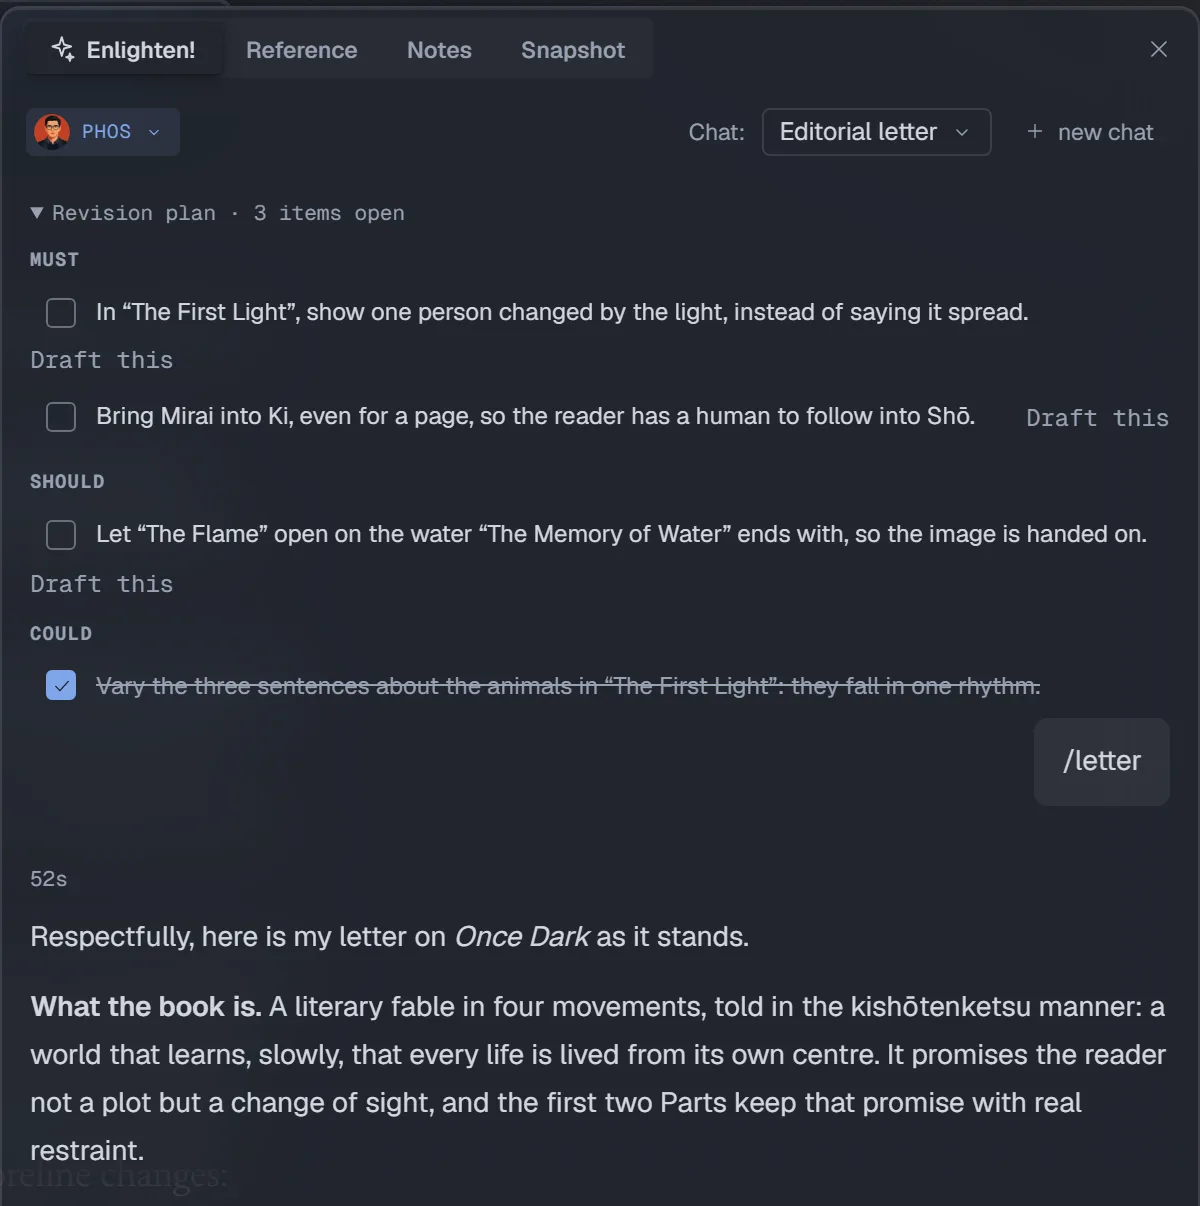 Enlighten! Reference Notes Snapshot
PHOS Chat: Editorial letter + new chat
▼ Revision plan · 3 items open
MUST
In “The First Light”, show one person changed by the light, instead of saying it spread.
Draft this
Bring Mirai into Ki, even for a page, so the reader has a human to follow into Shō. Draft this
SHOULD
Let “The Flame” open on the water “The Memory of Water” ends with, so the image is handed on.
Draft this
COULD
Vary the three sentences about the animals in “The First Light”: they fall in one rhythm.
/letter
52s
Respectfully, here is my letter on Once Dark as it stands.
What the book is. A literary fable in four movements, told in the kishōtenketsu manner: a
world that learns, slowly, that every life is lived from its own centre. It promises the reader
not a plot but a change of sight, and the first two Parts keep that promise with real
restraint.
changes: